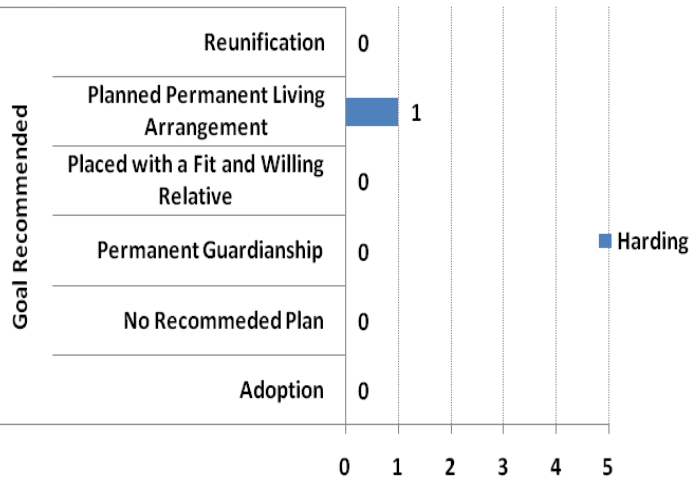 Goal Recommended
Reunification
0
Planned Permanent Living
Arrangement
1
Placed with a Fit and Willing
Relative
0
Permanent Guardianship
0
No Recommeded Plan
0
Adoption
0
Harding
0 1 2 3 4 5